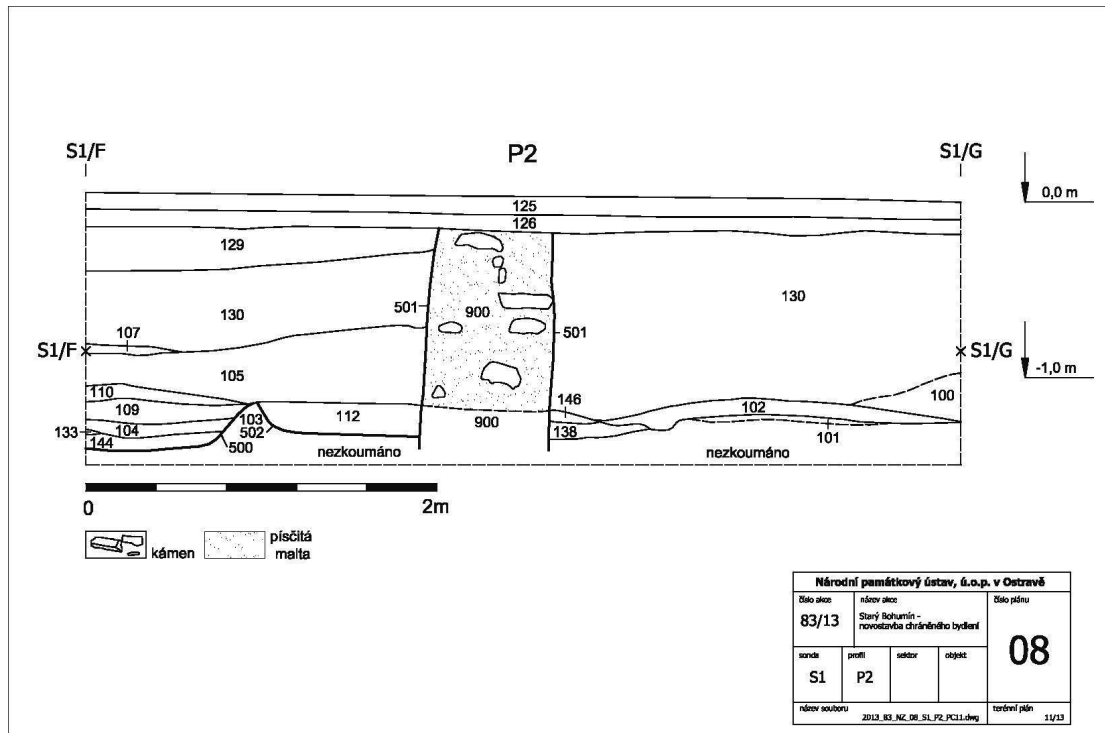 S1/F P2 S1/G
0,0 m
125
126
129
130 130
501 900 501
107
S1/F S1/G
-1,0 m
105
110 100
109 103 112 146 102
104 502 900
133 500 138 101
144
nezkoumáno nezkoumáno
0 2m
kámen
písčitá
malta
Národní památkový ústav, ú.o.p. v Ostravě
číslo akce název akce číslo plánu
83/13 Starý Bohumín -
novostavba chráněného bydlení
08
sonda profil sektor objekt
S1 P2
název souboru terénní plán
2013_83_NZ_08_S1_P2_PC11.dwg 11/13